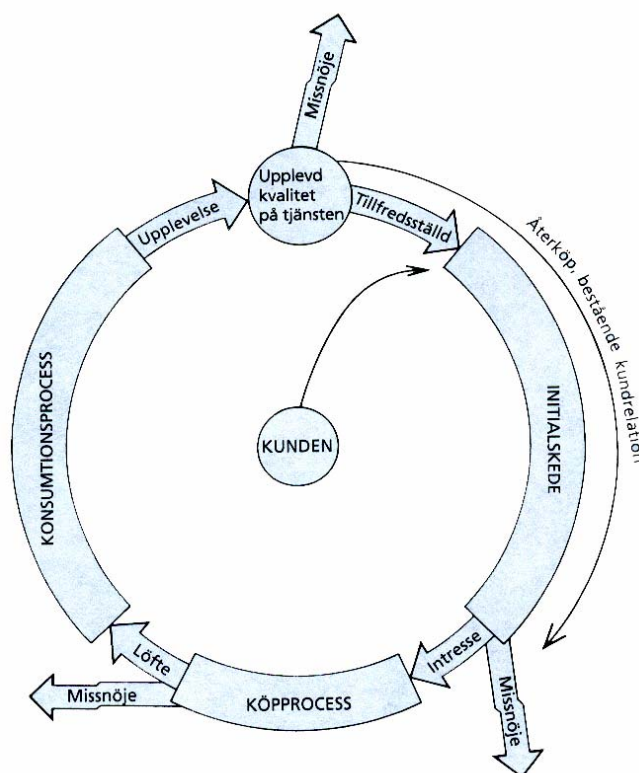 Missnöje
Upplevd
kvalitet
på tjänsten
Upplevelse
Tillfredsställd
Återköp, bestående kundrelation
KONSUMTIONSPROCESS
KUNDEN
INITIALSKEDE
Löfte
Intresse
Missnöje
KÖPPROCESS
Missnöje